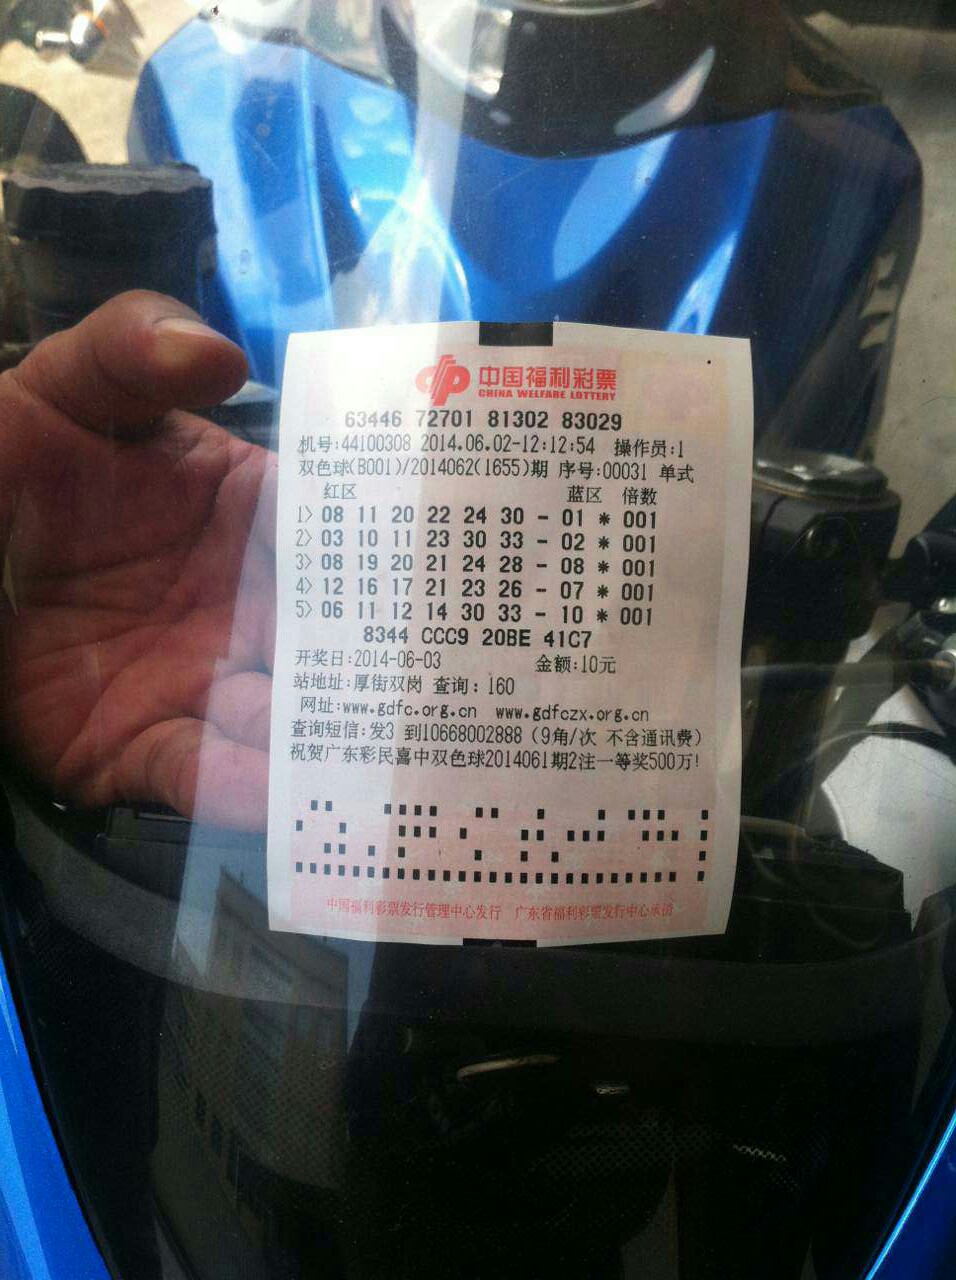 中国福利彩票
CHINA WELFARE LOTTERY
63446 72701 81302 83029
机号:44100308 2014.06.02-12:12:54 操作员:1
双色球(B001)/2014062(1655)期 序号:00031 单式
红区 蓝区 倍数
1> 08 11 20 22 24 30 - 01 * 001
2> 03 10 11 23 30 33 - 02 * 001
3> 08 19 20 21 24 28 - 08 * 001
4> 12 16 17 21 23 26 - 07 * 001
5> 06 11 12 14 30 33 - 10 * 001
8344 CCC9 20BE 41C7
开奖日:2014-06-03 金额:10元
站地址:厚街双岗 查询: 160
网址:www.gdfc.org.cn www.gdfczx.org.cn
查询短信:发3 到10668002888 (9角/次 不含通讯费)
祝贺广东彩民喜中双色球2014061期2注一等奖500万!
中国福利彩票发行管理中心发行 广东省福利彩票发行中心承销